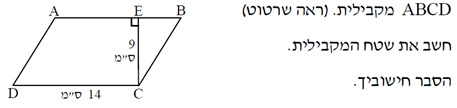 ABCD מקבילית. (ראה שרטוט)
חשב את שטח המקבילית.
הסבר חישוביך.
A E B
9
ס״מ
D 14 ס״מ C